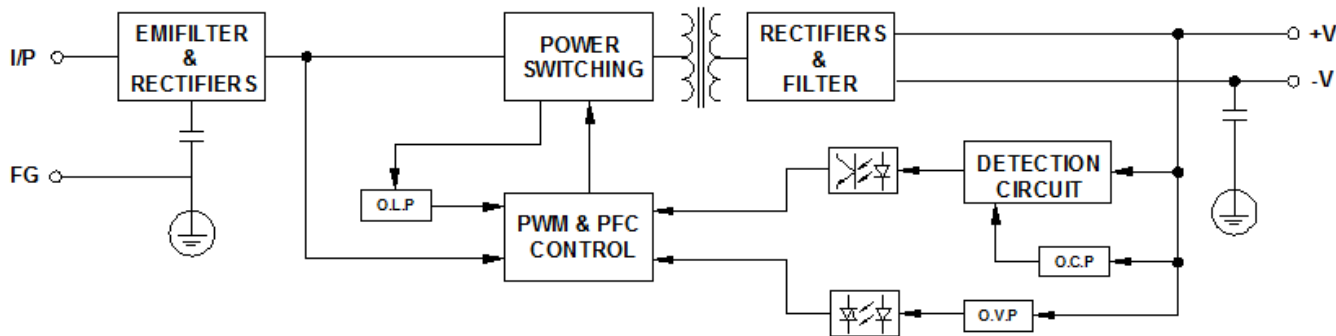 EMIFILTER
&
RECTIFIERS
POWER
SWITCHING
RECTIFIERS
&
FILTER
+V
-V
I/P
FG
O.L.P
PWM & PFC
CONTROL
DETECTION
CIRCUIT
O.C.P
O.V.P